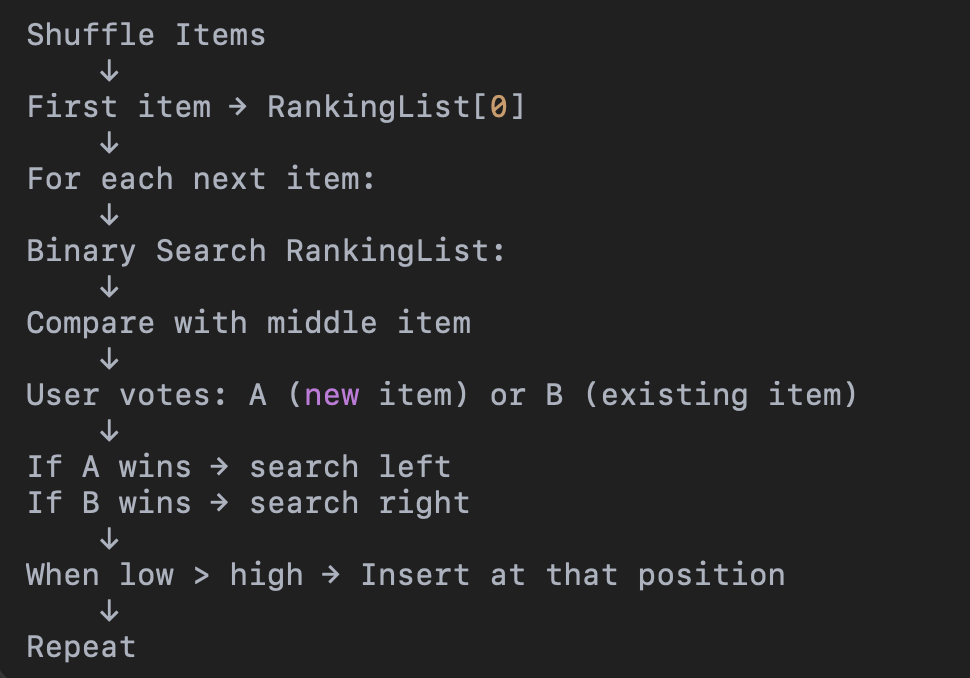 Shuffle Items
↓
First item → RankingList[0]
↓
For each next item:
↓
Binary Search RankingList:
↓
Compare with middle item
↓
User votes: A (new item) or B (existing item)
↓
If A wins → search left
If B wins → search right
↓
When low > high → Insert at that position
↓
Repeat